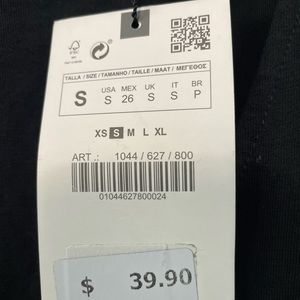 FSC
TALLA / SIZE / TAMANHO / TAILLE / MAAT / ΜΕΓΕΘΟΣ
S
USA MEX UK IT BR
S 26 S S P
XS S M L XL
ART .: 1044 / 627 / 800
01044627800024
$ 39.90